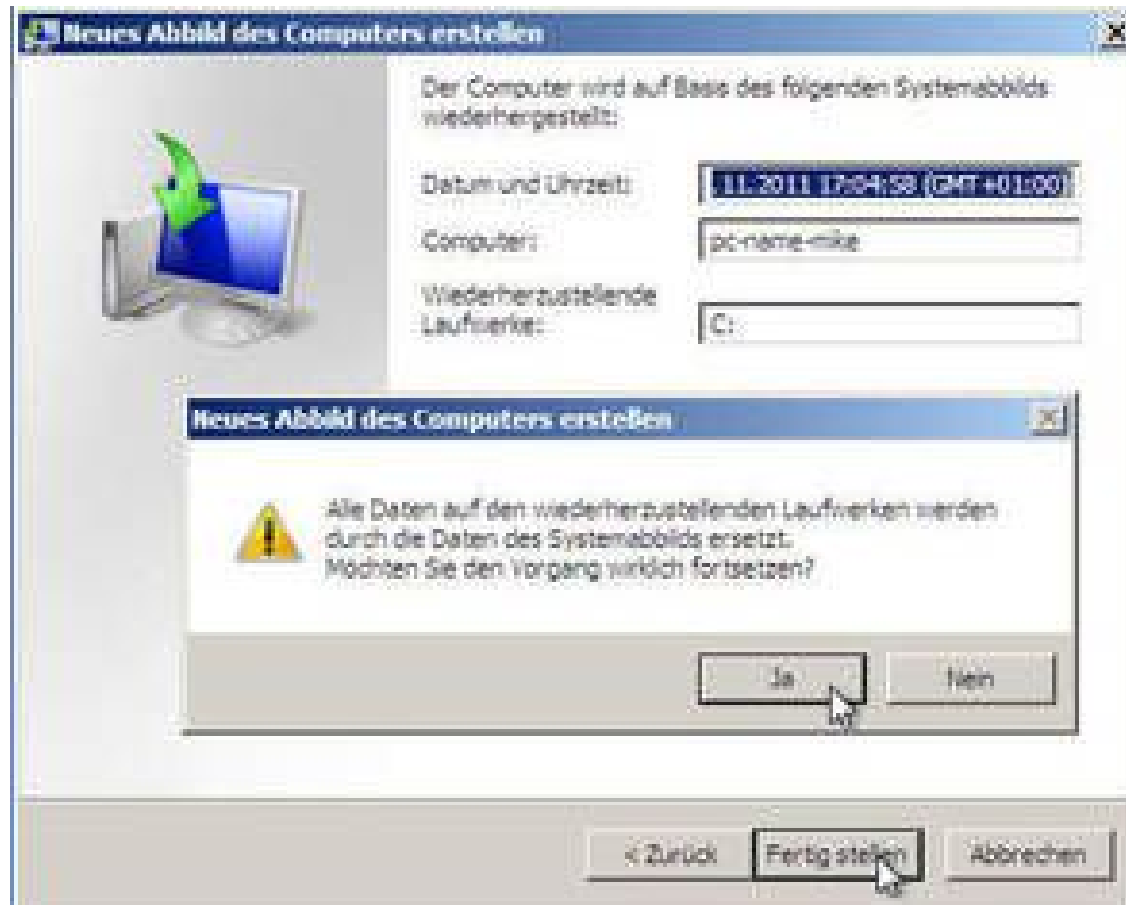 Neues Abbild des Computers erstellen
Der Computer wird auf Basis des folgenden Systemabbilds
wiederhergestellt:
Datum und Uhrzeit: .11.2011 17:04:58 (GMT+01:00)
Computer: pc-name-mike
Wiederherzustellende
Laufwerke: C:
Neues Abbild des Computers erstellen
Alle Daten auf den wiederherzustellenden Laufwerken werden
durch die Daten des Systemabbilds ersetzt.
Möchten Sie den Vorgang wirklich fortsetzen?
Ja Nein
< Zurück Fertig stellen Abbrechen